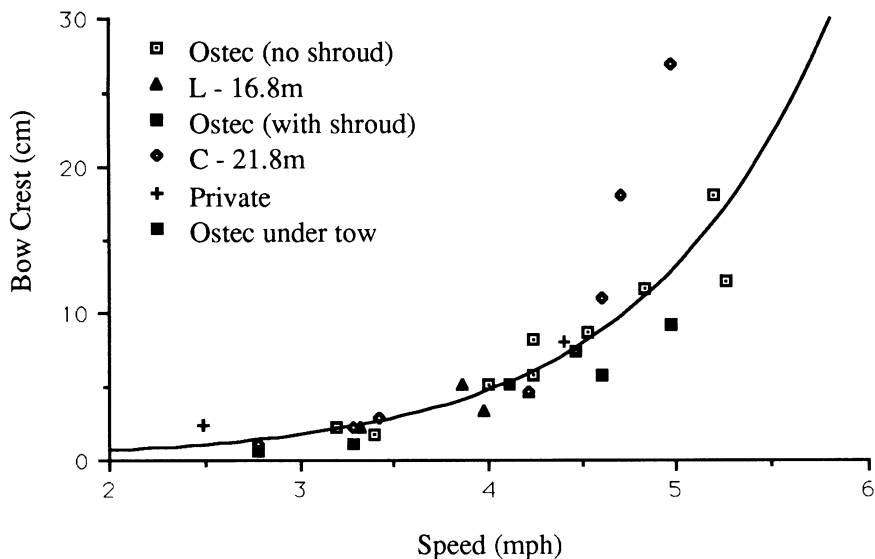 30
Ostec (no shroud)
L - 16.8m
Ostec (with shroud)
20
C - 21.8m
Private
Ostec under tow
Bow Crest (cm)
10
0
2 3 4 5 6
Speed (mph)